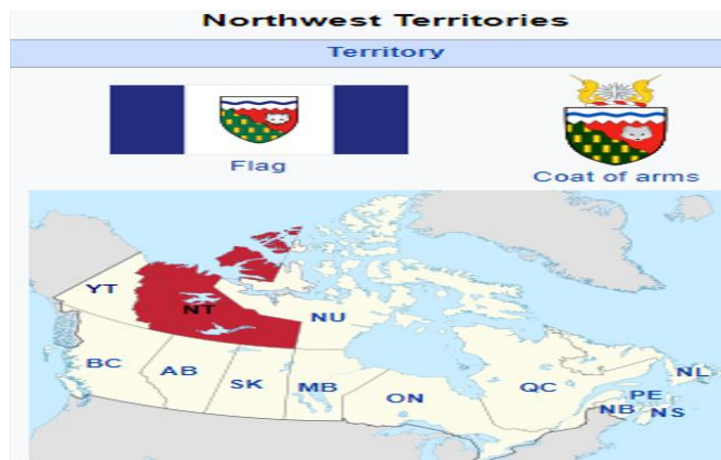 Northwest Territories
Territory
Flag
Coat of arms
YT
NT
NU
BC
AB
SK
MB
ON
QC
NL
PE
NB
NS